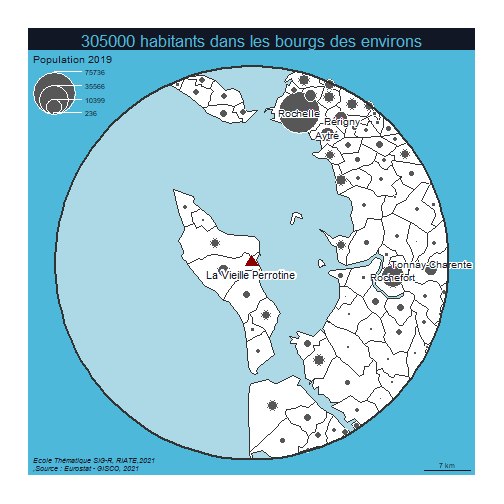 305000 habitants dans les bourgs des environs
Population 2019
75736
35566
10399
236
Rochelle
Périgny
Aytré
Tonnay-Charente
Rochefort
La Vieille Perrotine
Ecole Thématique SIG-R, RIATE,2021
,Source : Eurostat - GISCO, 2021
7 km